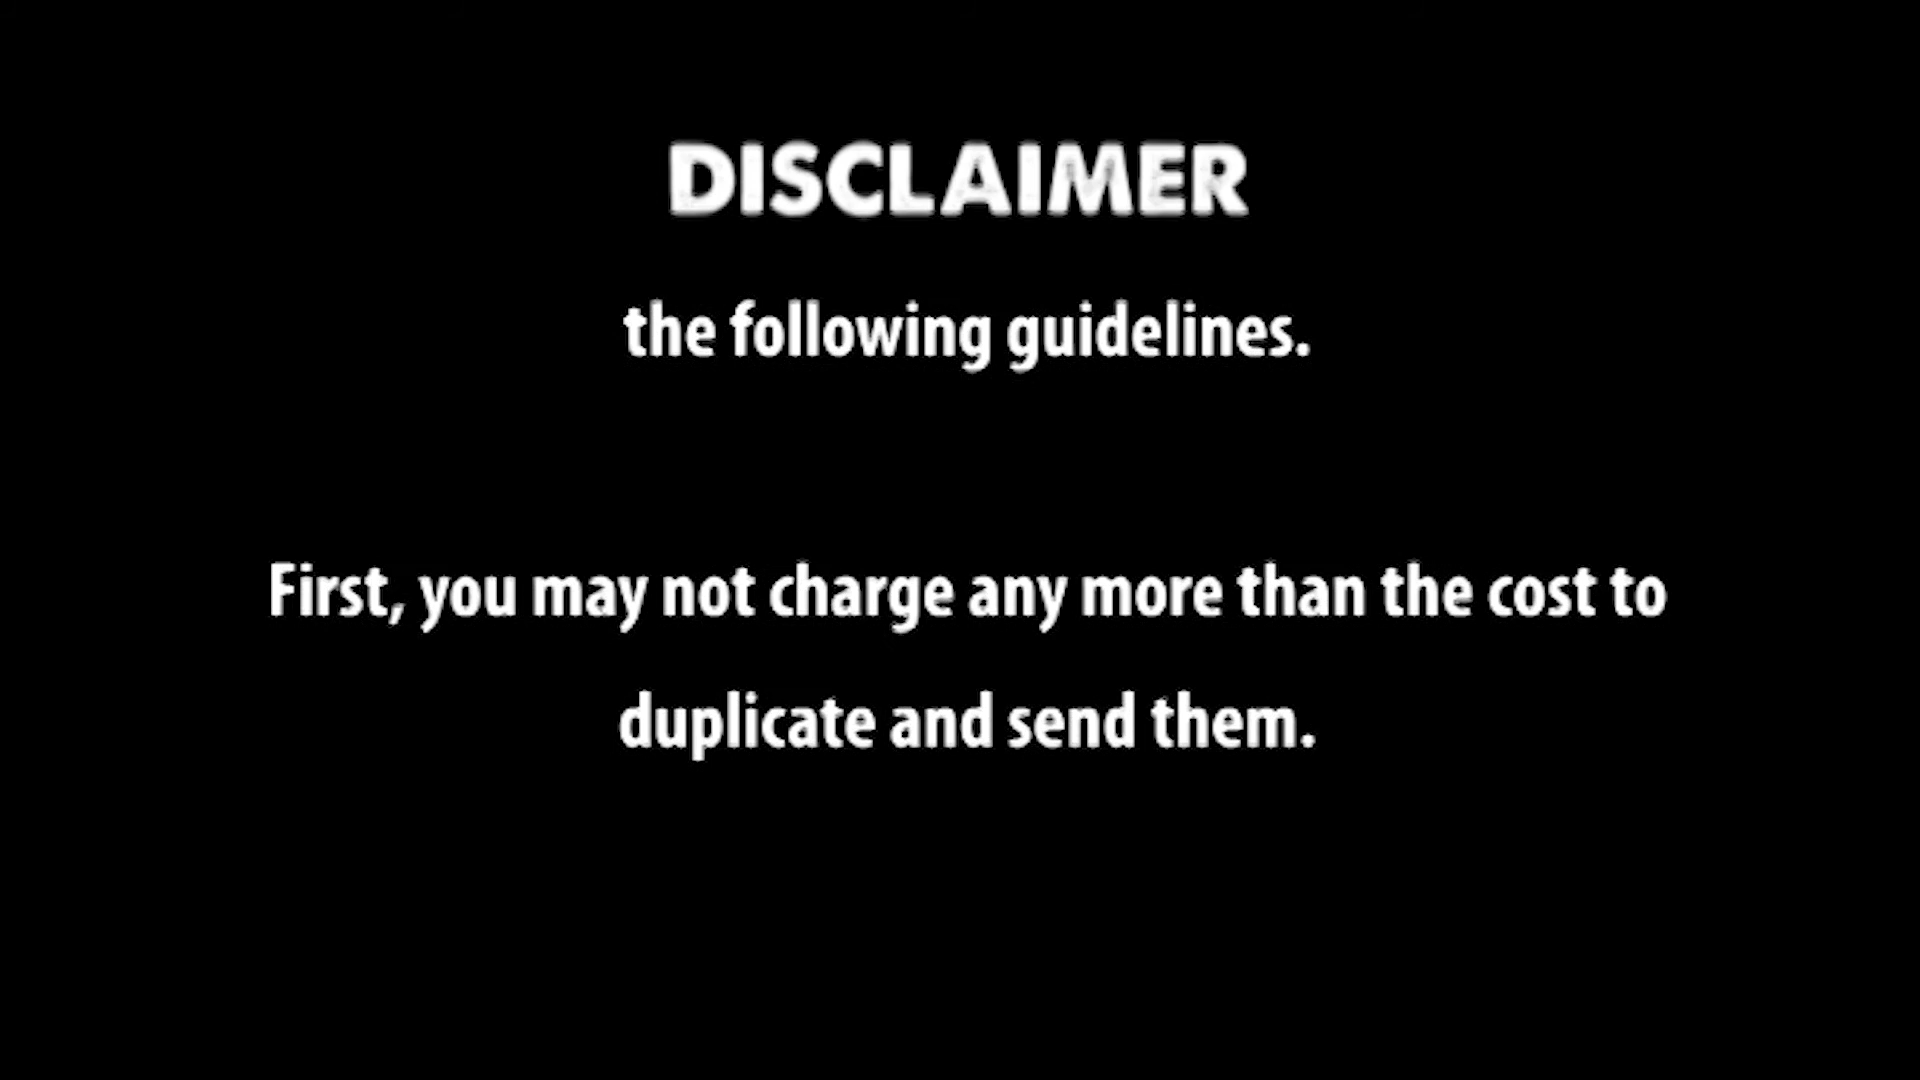 DISCLAIMER
the following guidelines.
First, you may not charge any more than the cost to
duplicate and send them.